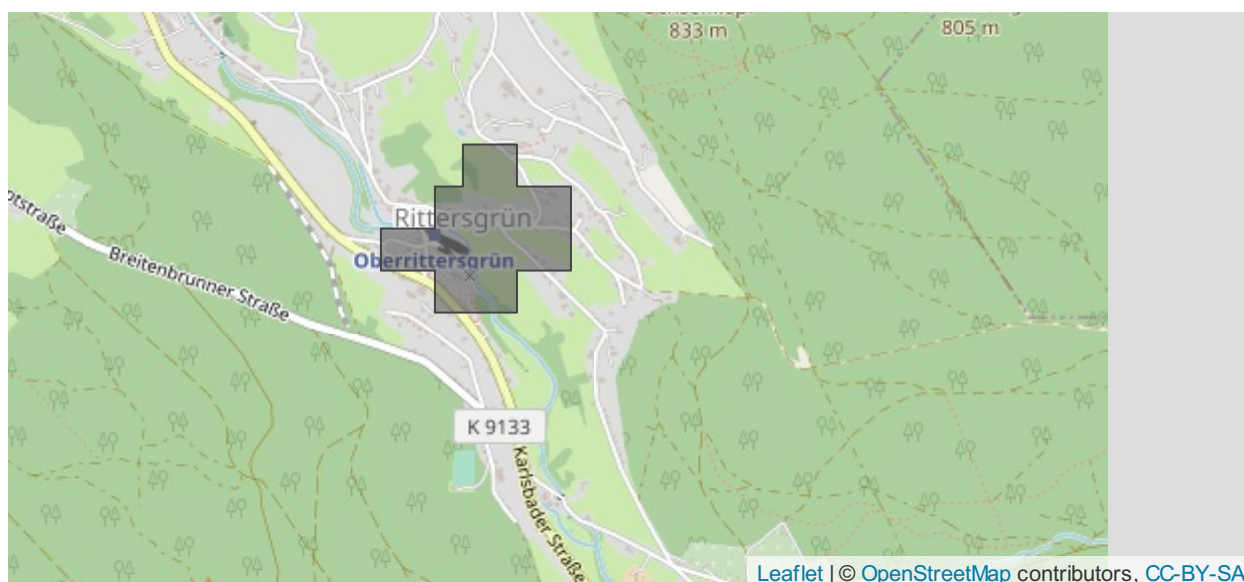 833 m
805 m
Rittersgrün
Oberrittersgrün
Breitenbrunner Straße
K 9133
Karlsbader Straße
Leaflet | © OpenStreetMap contributors, CC-BY-SA